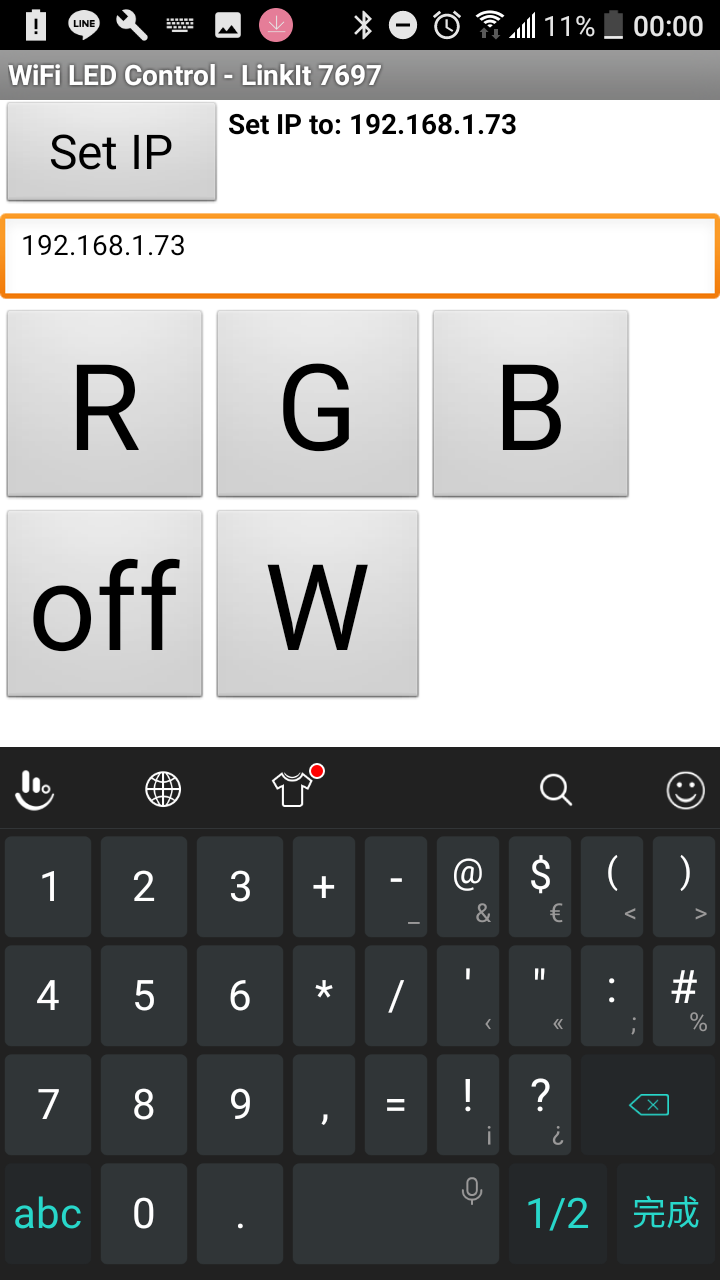 LINE 11% 00:00
WiFi LED Control - LinkIt 7697
Set IP Set IP to: 192.168.1.73
192.168.1.73
R G B
off W
1 2 3 + - _ @ & $ € ( < ) >
4 5 6 * / ' ‹ " « : ; # %
7 8 9 , = ! ¡ ? ¿
abc 0 . 1/2 完成